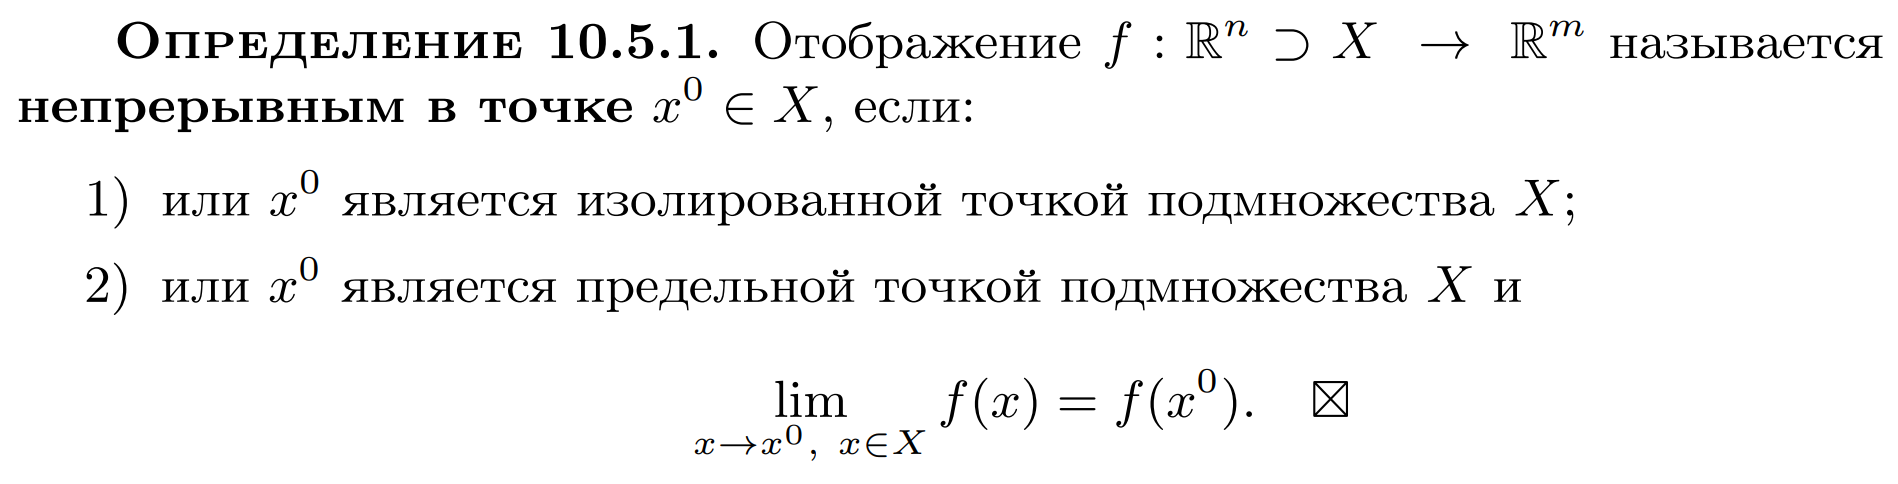 Определение 10.5.1. Отображение f : ℝⁿ ⊃ X → ℝᵐ называется
непрерывным в точке x⁰ ∈ X, если:
1) или x⁰ является изолированной точкой подмножества X;
2) или x⁰ является предельной точкой подмножества X и
lim f(x) = f(x⁰). ⊠
x→x⁰, x∈X